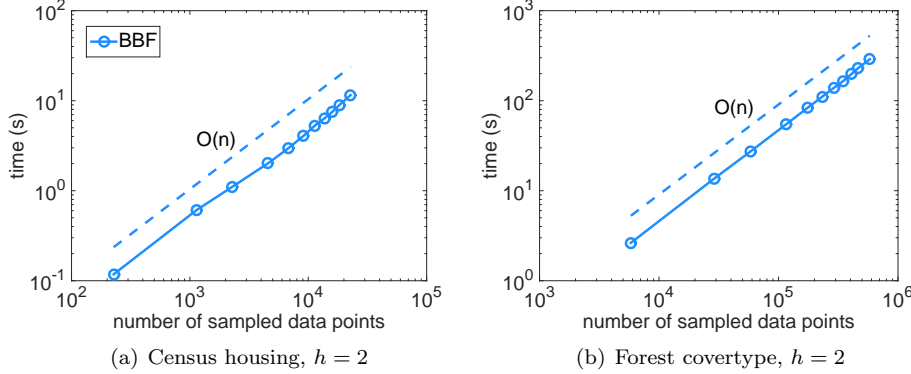 10^2
10^1
10^0
10^-1
time (s)
BBF
O(n)
10^2 10^3 10^4 10^5
number of sampled data points
(a) Census housing, h = 2
10^3
10^2
10^1
10^0
time (s)
O(n)
10^3 10^4 10^5 10^6
number of sampled data points
(b) Forest covertype, h = 2